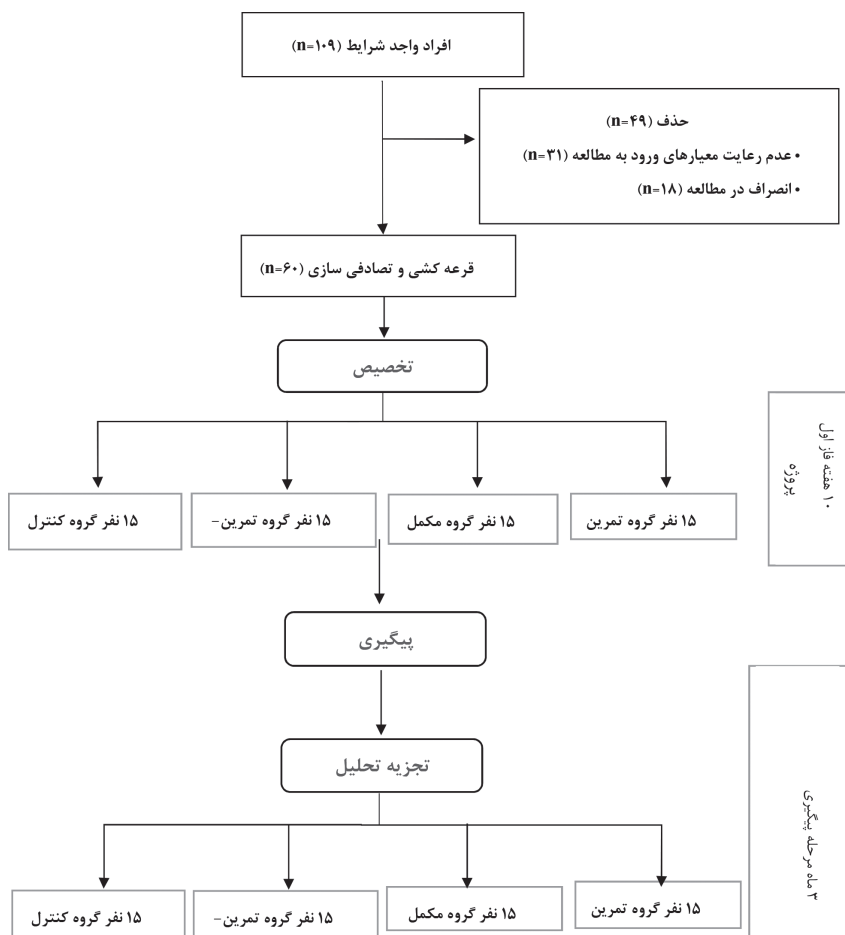 افراد واجد شرایط (n=۱۰۹)
حذف (n=۴۹)
• عدم رعایت معیارهای ورود به مطالعه (n=۳۱)
• انصراف در مطالعه (n=۱۸)
قرعه کشی و تصادفی سازی (n=۶۰)
تخصیص
۱۰ هفته فاز اول
پروژه
۱۵ نفر گروه تمرین
۱۵ نفر گروه مکمل
۱۵ نفر گروه تمرین–
۱۵ نفر گروه کنترل
پیگیری
تجزیه تحلیل
۳ ماه مرحله پیگیری
۱۵ نفر گروه تمرین
۱۵ نفر گروه مکمل
۱۵ نفر گروه تمرین–
۱۵ نفر گروه کنترل